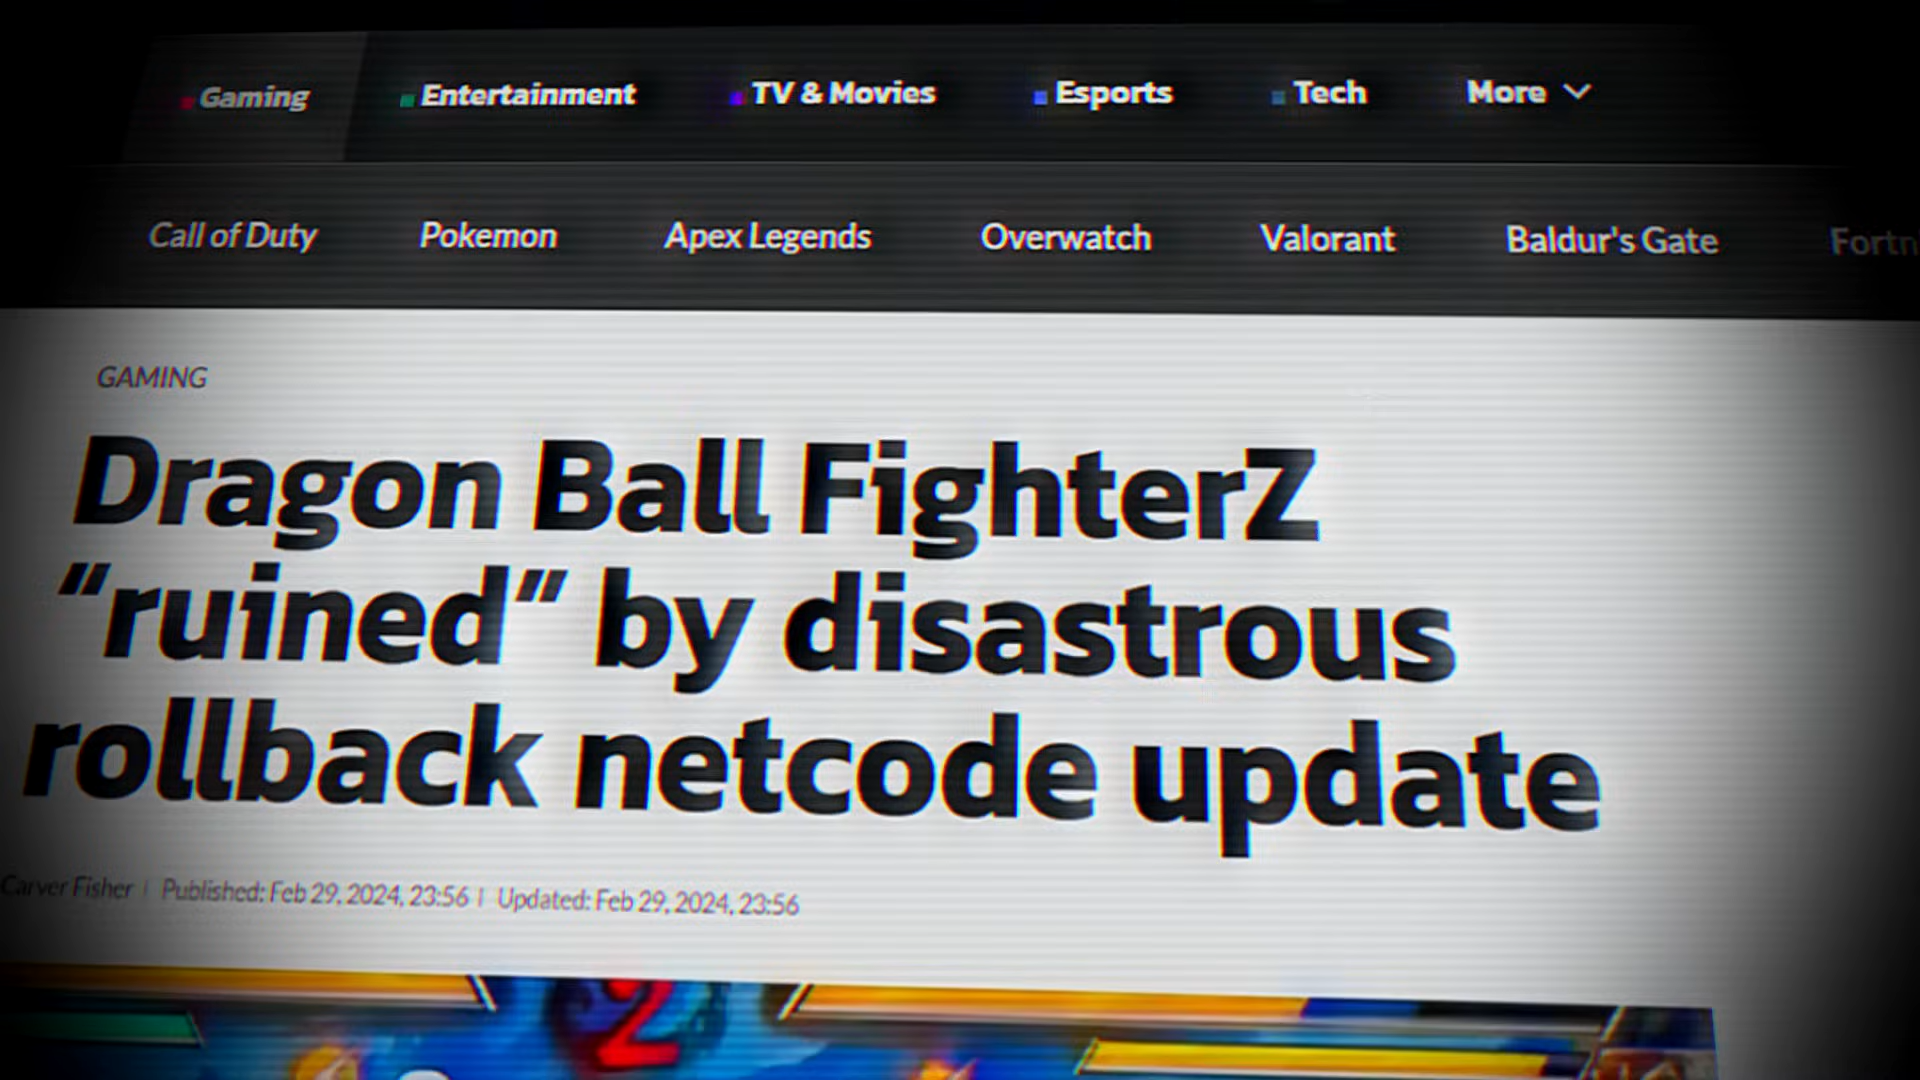 Gaming Entertainment TV & Movies Esports Tech More
Call of Duty Pokemon Apex Legends Overwatch Valorant Baldur's Gate Fortn
GAMING
Dragon Ball FighterZ
“ruined” by disastrous
rollback netcode update
Carver Fisher | Published: Feb 29, 2024, 23:56 | Updated: Feb 29, 2024, 23:56
2